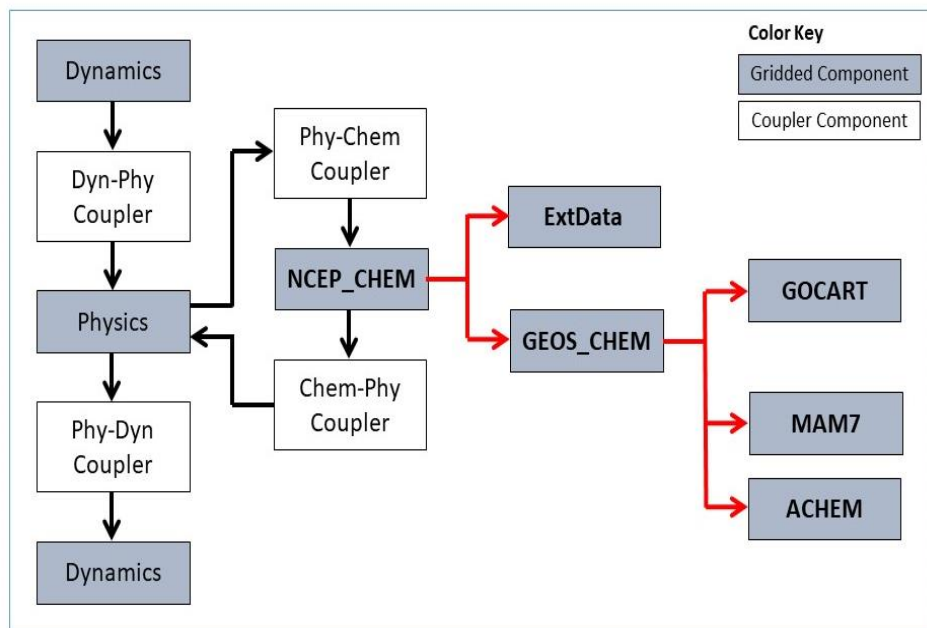 Color Key
Gridded Component
Coupler Component
Dynamics
Dyn-Phy
Coupler
Physics
Phy-Dyn
Coupler
Dynamics
Phy-Chem
Coupler
NCEP_CHEM
Chem-Phy
Coupler
ExtData
GEOS_CHEM
GOCART
MAM7
ACHEM